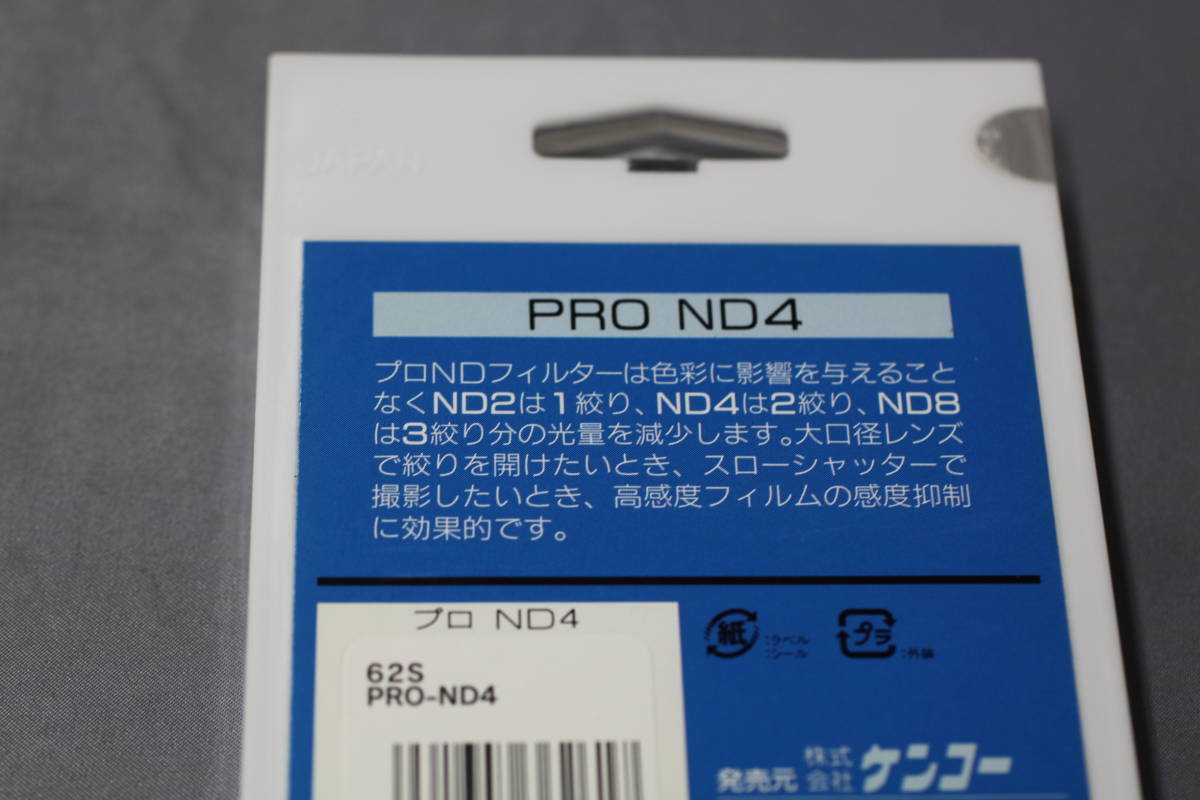 JAPAN
PRO ND4
プロNDフィルターは色彩に影響を与えること
なくND2は1絞り、ND4は2絞り、ND8
は3絞り分の光量を減少します。大口径レンズ
で絞りを開けたいとき、スローシャッターで
撮影したいとき、高感度フィルムの感度抑制
に効果的です。
プロ ND4
62S
PRO-ND4
紙 :ラベル
:シール
プラ :外装
発売元 株式会社 ケンコー